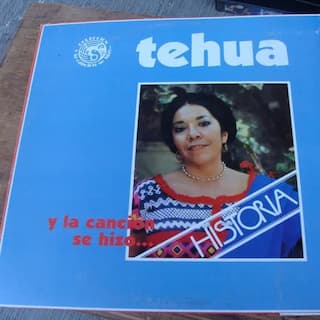 tehua
y la canción
se hizo...
HISTORIA